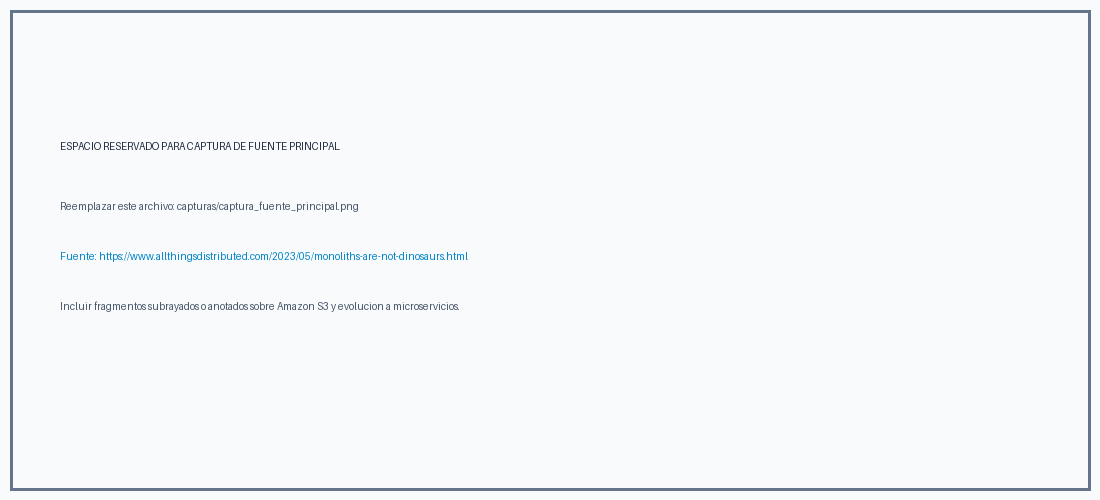 ESPACIO RESERVADO PARA CAPTURA DE FUENTE PRINCIPAL
Reemplazar este archivo: capturas/captura_fuente_principal.png
Fuente: https://www.allthingsdistributed.com/2023/05/monoliths-are-not-dinosaurs.html
Incluir fragmentos subrayados o anotados sobre Amazon S3 y evolucion a microservicios.